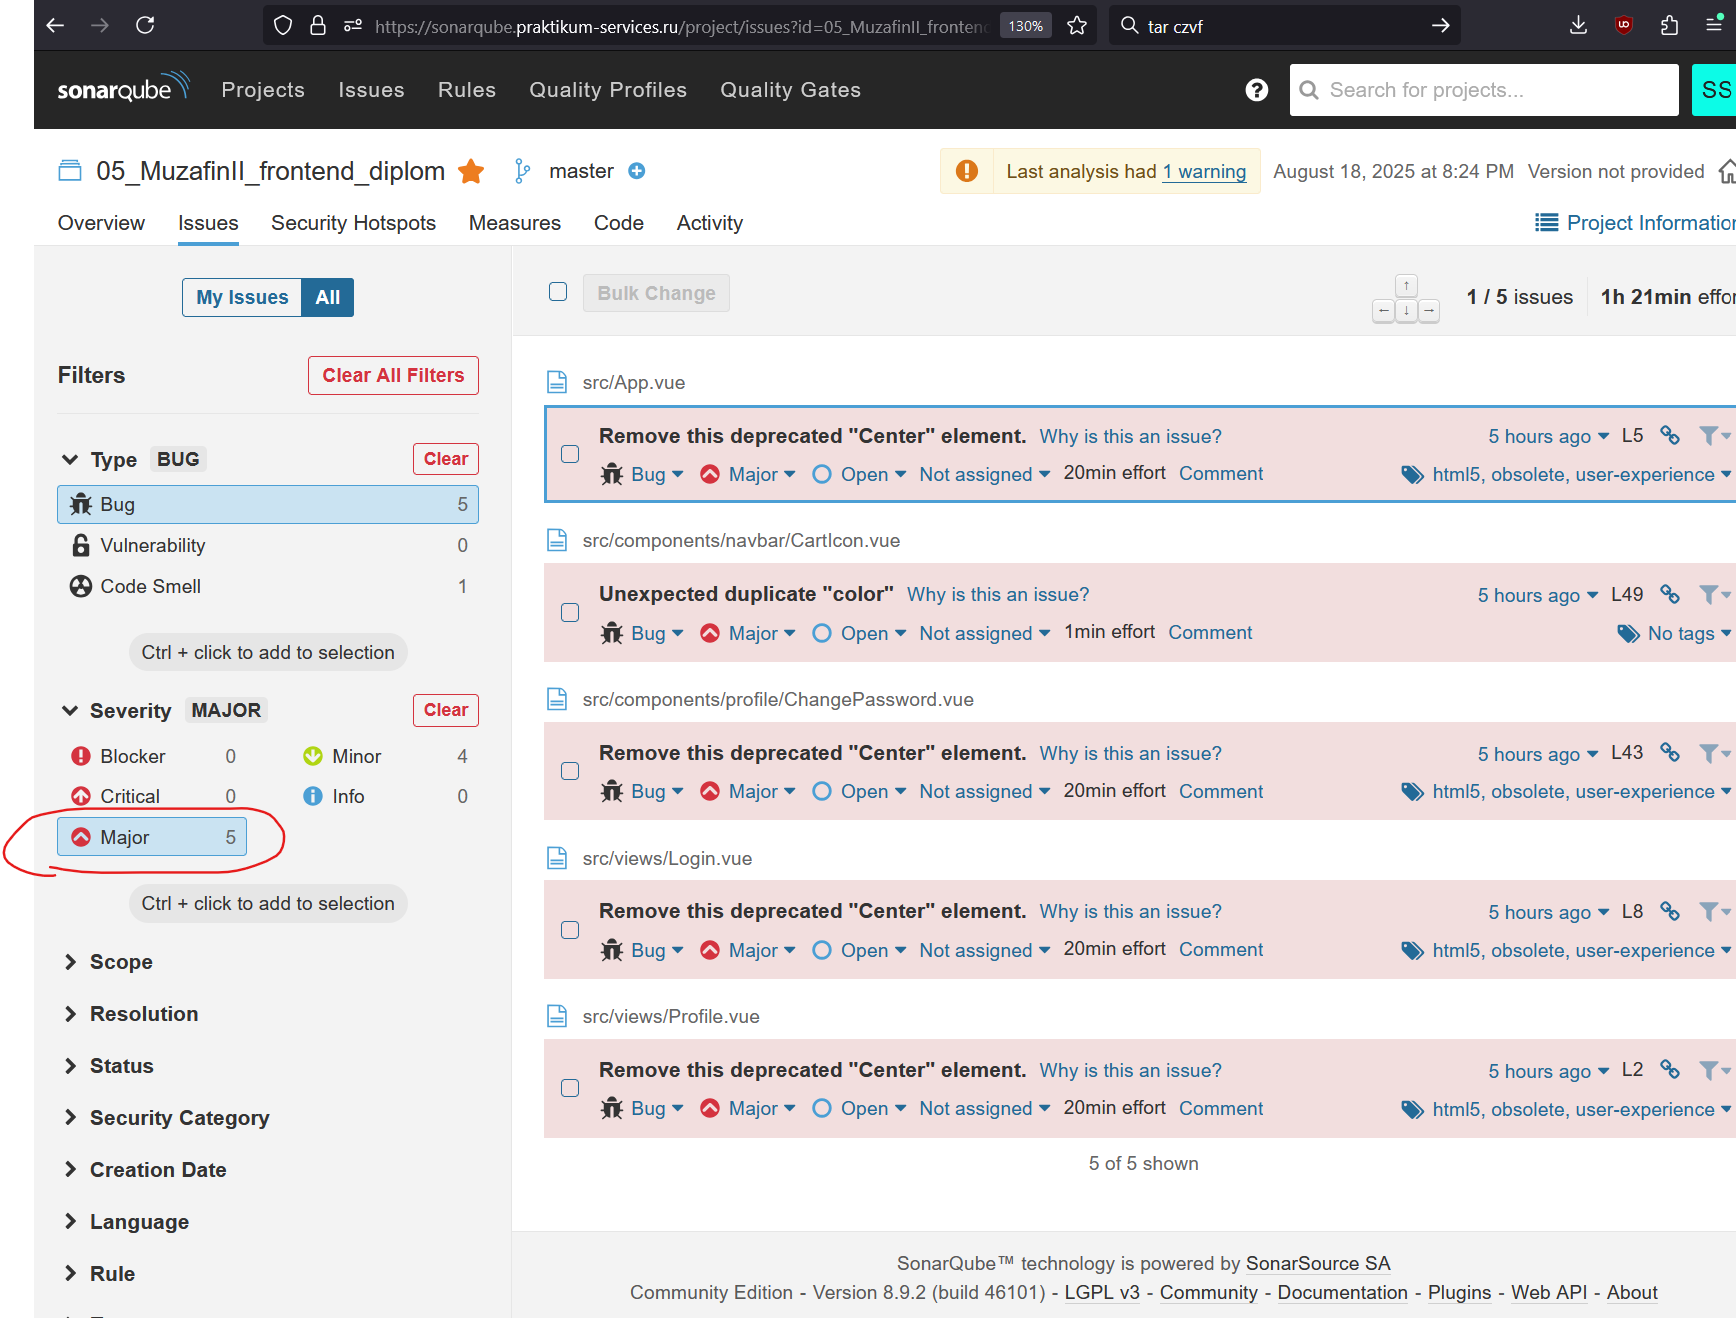 https://sonarqube.praktikum-services.ru/project/issues?id=05_MuzafinII_frontend 130% tar czvf
sonarqube Projects Issues Rules Quality Profiles Quality Gates ? Search for projects... SS
05_MuzafinII_frontend_diplom master Last analysis had 1 warning August 18, 2025 at 8:24 PM Version not provided
Overview Issues Security Hotspots Measures Code Activity Project Information
My Issues All
Bulk Change
1 / 5 issues 1h 21min effor
Filters Clear All Filters
Type BUG Clear
Bug 5
Vulnerability 0
Code Smell 1
Ctrl + click to add to selection
Severity MAJOR Clear
Blocker 0 Minor 4
Critical 0 Info 0
Major 5
Ctrl + click to add to selection
Scope
Resolution
Status
Security Category
Creation Date
Language
Rule
src/App.vue
Remove this deprecated "Center" element. Why is this an issue? 5 hours ago L5
Bug Major Open Not assigned 20min effort Comment html5, obsolete, user-experience
src/components/navbar/CartIcon.vue
Unexpected duplicate "color" Why is this an issue? 5 hours ago L49
Bug Major Open Not assigned 1min effort Comment No tags
src/components/profile/ChangePassword.vue
Remove this deprecated "Center" element. Why is this an issue? 5 hours ago L43
Bug Major Open Not assigned 20min effort Comment html5, obsolete, user-experience
src/views/Login.vue
Remove this deprecated "Center" element. Why is this an issue? 5 hours ago L8
Bug Major Open Not assigned 20min effort Comment html5, obsolete, user-experience
src/views/Profile.vue
Remove this deprecated "Center" element. Why is this an issue? 5 hours ago L2
Bug Major Open Not assigned 20min effort Comment html5, obsolete, user-experience
5 of 5 shown
SonarQube™ technology is powered by SonarSource SA
Community Edition - Version 8.9.2 (build 46101) - LGPL v3 - Community - Documentation - Plugins - Web API - About